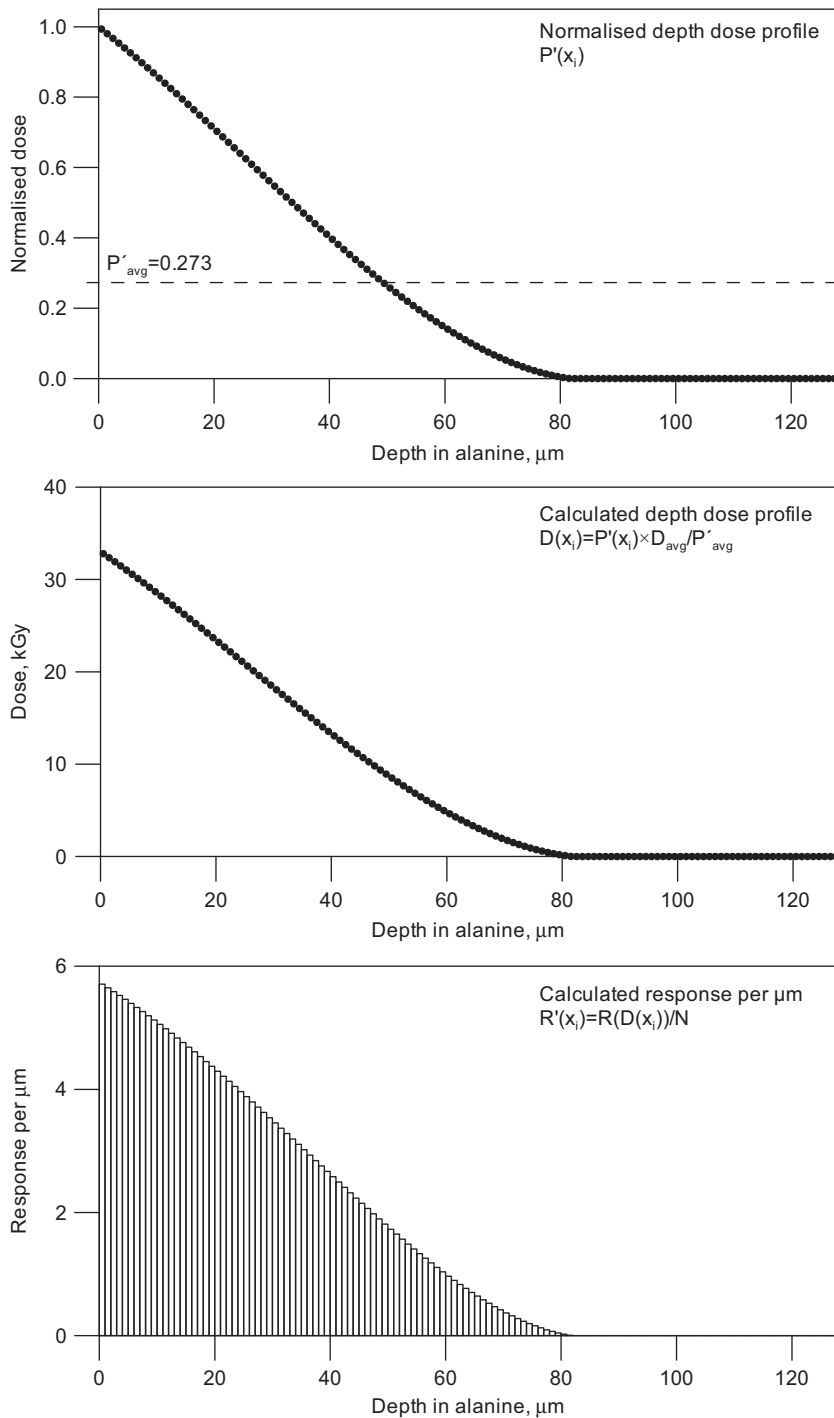 1.0
0.8
0.6
0.4
0.2
0.0
Normalised dose
Normalised depth dose profile
P'(xᵢ)
P´avg=0.273
0 20 40 60 80 100 120
Depth in alanine, μm
40
30
20
10
0
Dose, kGy
Calculated depth dose profile
D(xᵢ)=P'(xᵢ)×Davg/P´avg
0 20 40 60 80 100 120
Depth in alanine, μm
6
4
2
0
Response per μm
Calculated response per µm
R'(xᵢ)=R(D(xᵢ))/N
0 20 40 60 80 100 120
Depth in alanine, μm